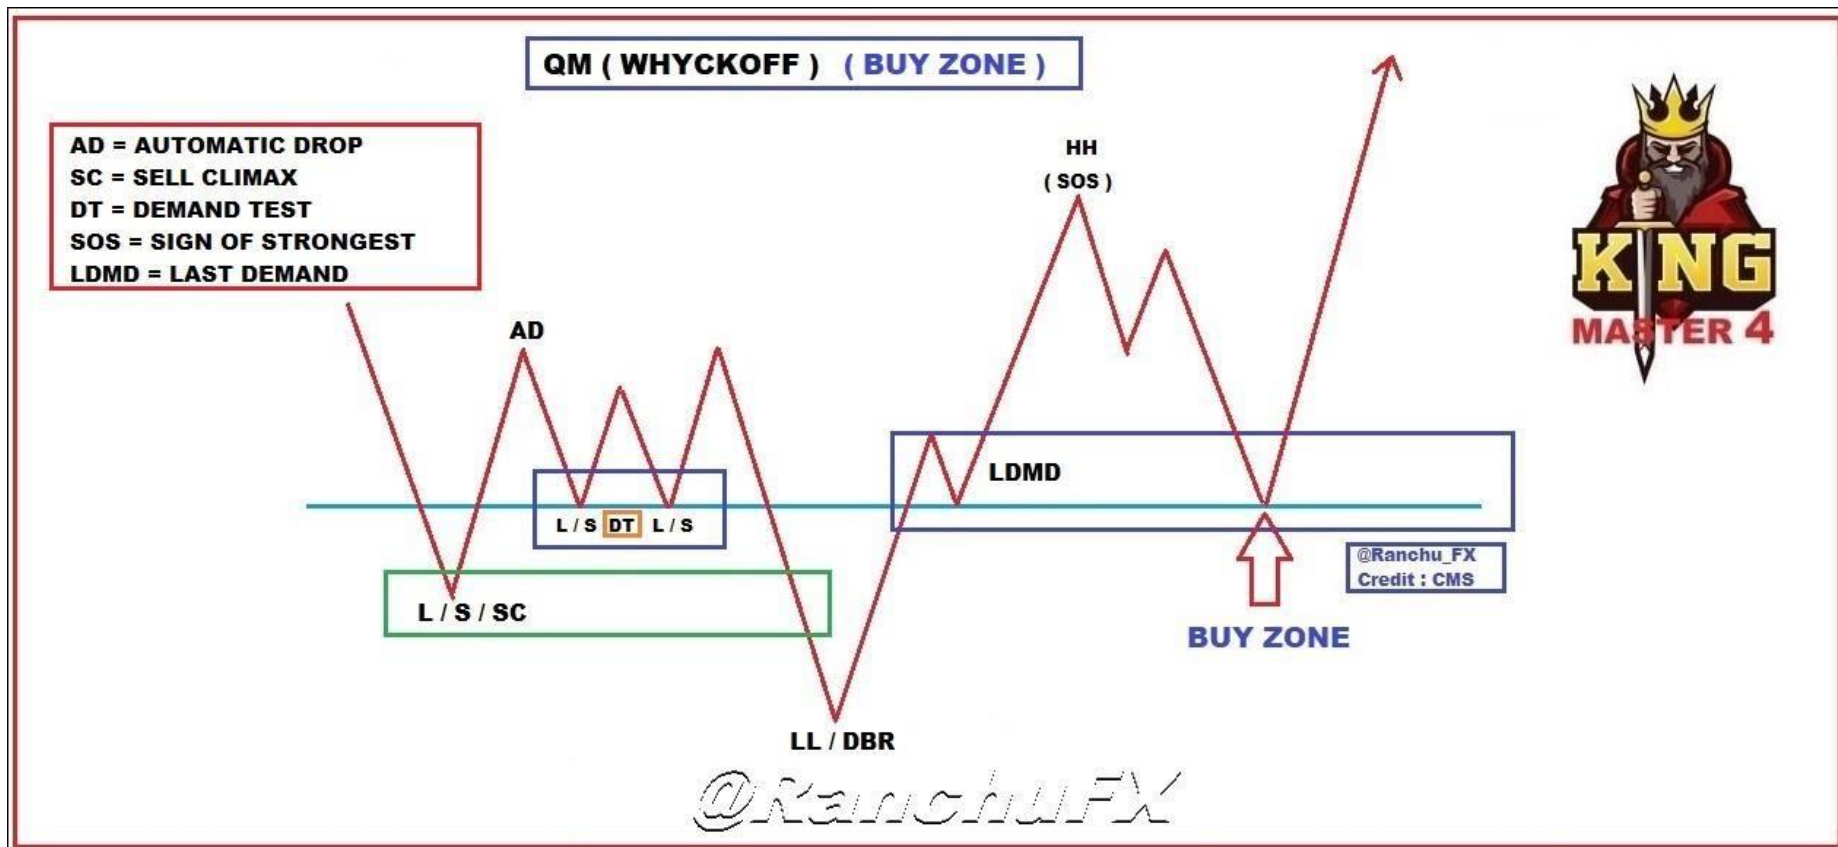 QM ( WHYCKOFF ) ( BUY ZONE )
AD = AUTOMATIC DROP
SC = SELL CLIMAX
DT = DEMAND TEST
SOS = SIGN OF STRONGEST
LDMD = LAST DEMAND
HH
( SOS )
KING
MASTER 4
AD
LDMD
L / S DT L / S
@Ranchu_FX
Credit : CMS
L / S / SC
BUY ZONE
LL / DBR
@RanchuFX